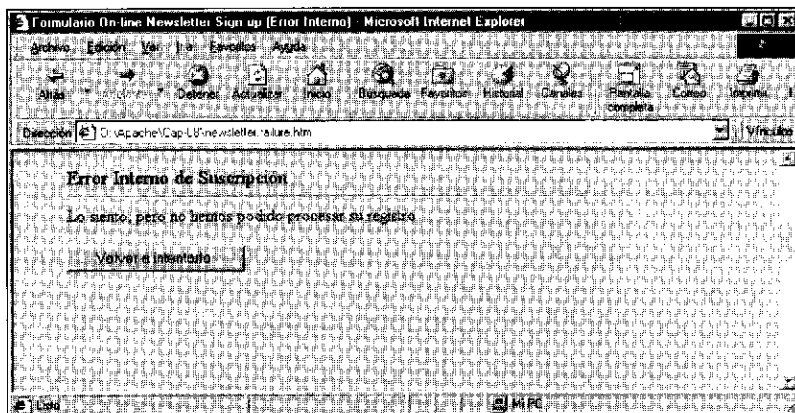 Formulario On-line Newsletter Sign up (Error Interno) - Microsoft Internet Explorer
Archivo Edición Ver Ir a Favoritos Ayuda
Atrás Detener Actualizar Inicio Búsqueda Favoritos Historial Canales Pantalla completa Correo Imprimir
Dirección Vínculos
Error Interno de Suscripción
Lo siento, pero no hemos podido procesar su registro
Volver a intentarlo
Listo Mi PC